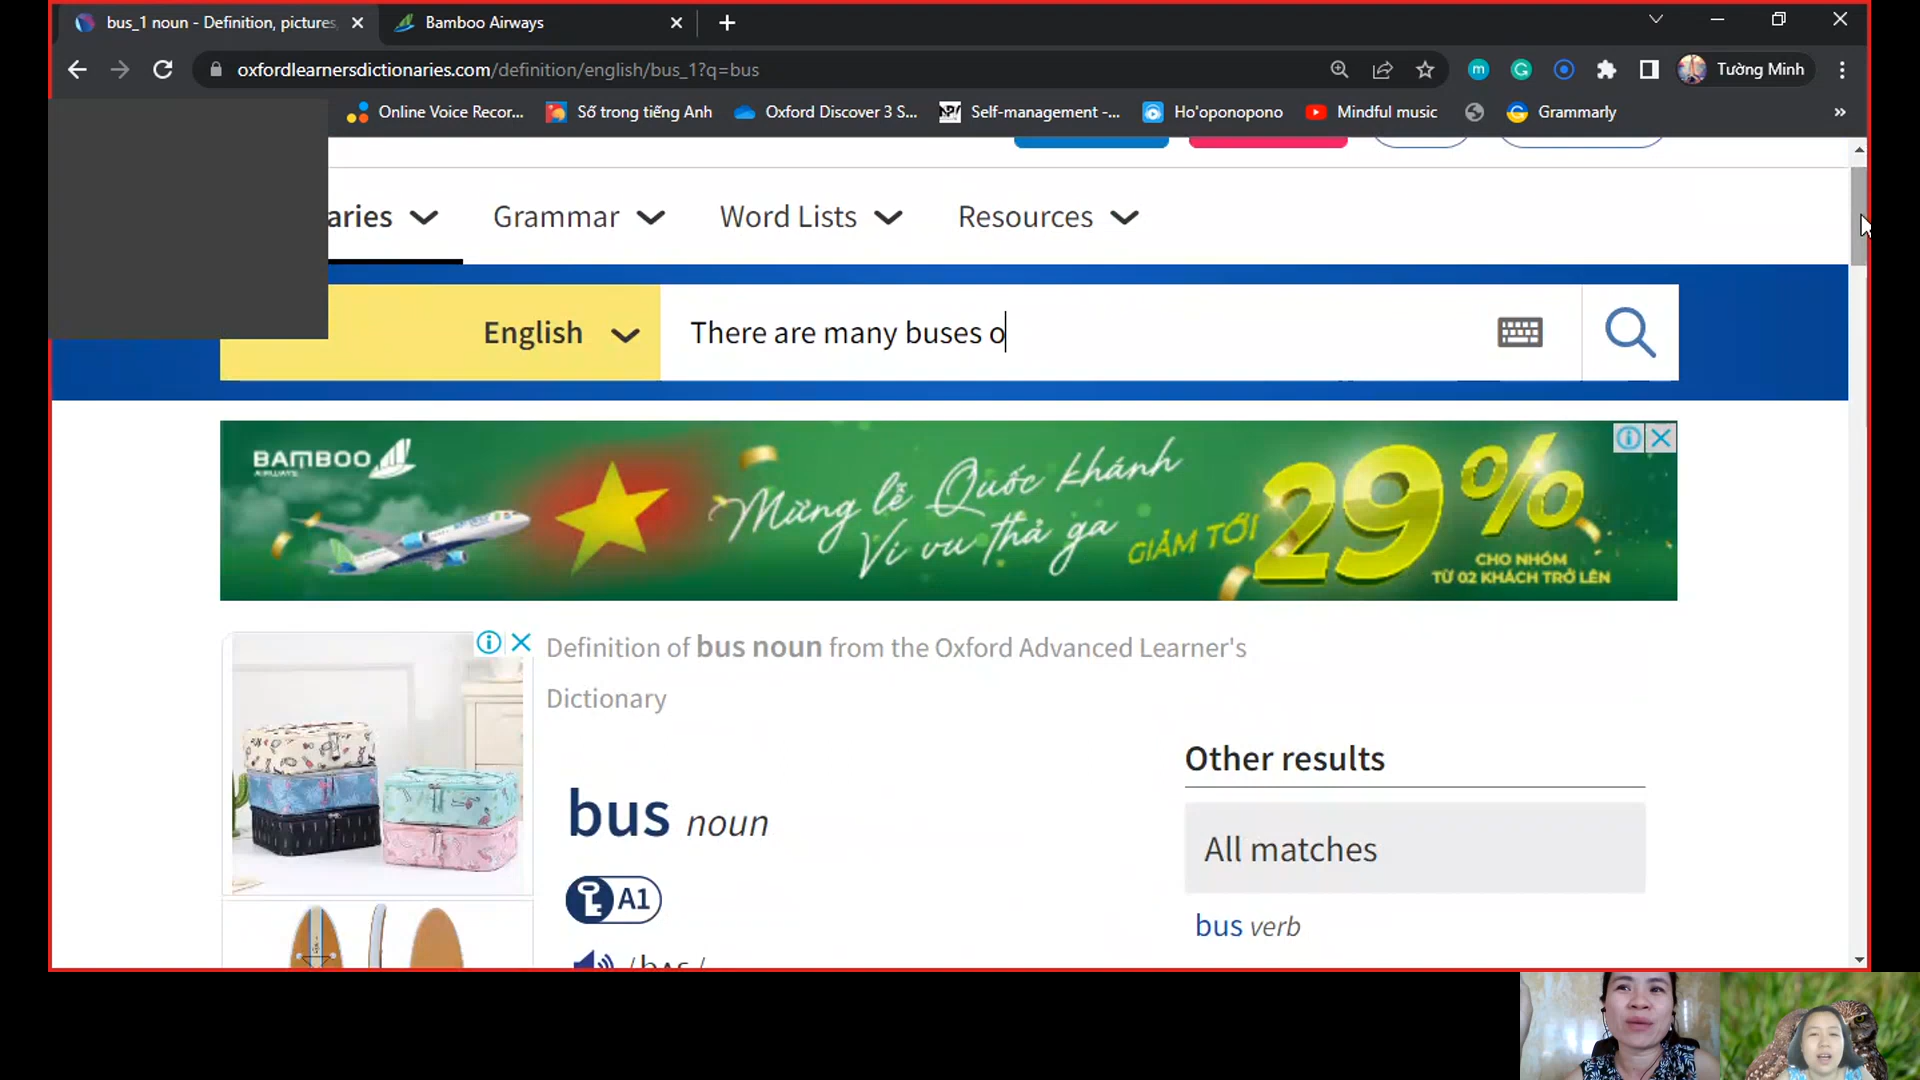 bus_1 noun - Definition, pictures,
Bamboo Airways
oxfordlearnersdictionaries.com/definition/english/bus_1?q=bus
Tường Minh
Online Voice Recor...
Số trong tiếng Anh
Oxford Discover 3 S...
Self-management -...
Ho'oponopono
Mindful music
Grammarly
aries
Grammar
Word Lists
Resources
English
There are many buses o
BAMBOO
AIRWAYS
Mừng lễ Quốc khánh
Vi vu thả ga
GIẢM TỚI
29%
CHO NHÓM
TỪ 02 KHÁCH TRỞ LÊN
Definition of bus noun from the Oxford Advanced Learner's
Dictionary
bus noun
A1
Other results
All matches
bus verb